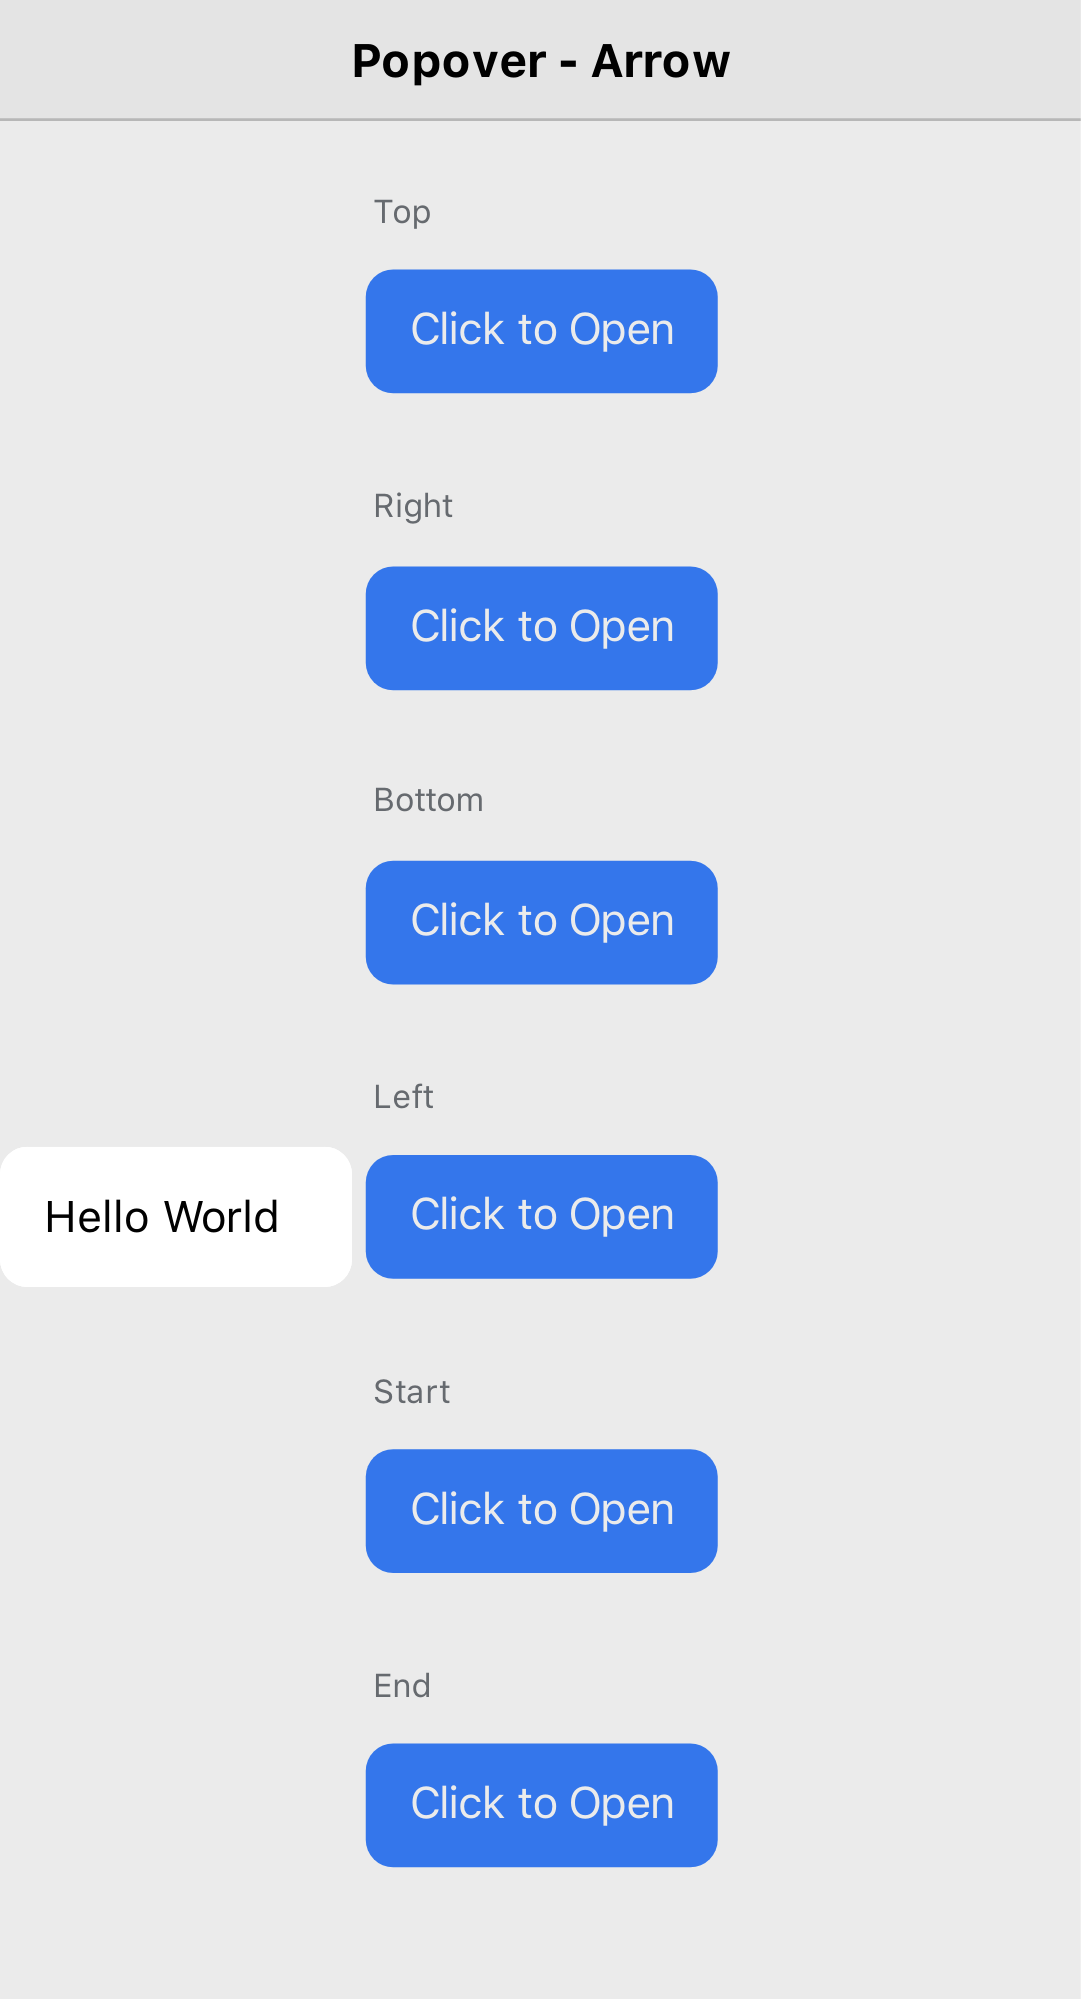 Popover - Arrow
Top
Click to Open
Right
Click to Open
Bottom
Click to Open
Left
Hello World
Click to Open
Start
Click to Open
End
Click to Open